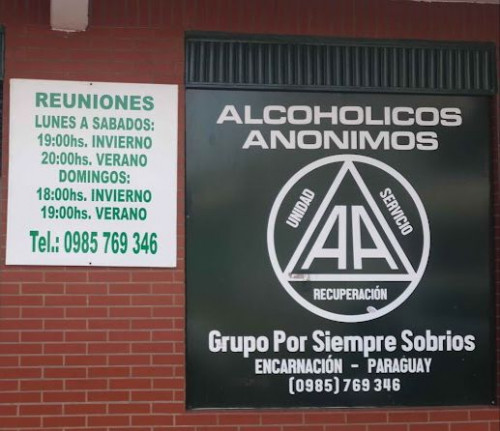 REUNIONES
LUNES A SABADOS:
19:00hs. INVIERNO
20:00hs. VERANO
DOMINGOS:
18:00hs. INVIERNO
19:00hs. VERANO
Tel.: 0985 769 346
ALCOHOLICOS
ANONIMOS
UNIDAD
SERVICIO
AA
RECUPERACIÓN
Grupo Por Siempre Sobrios
ENCARNACIÓN - PARAGUAY
(0985) 769 346